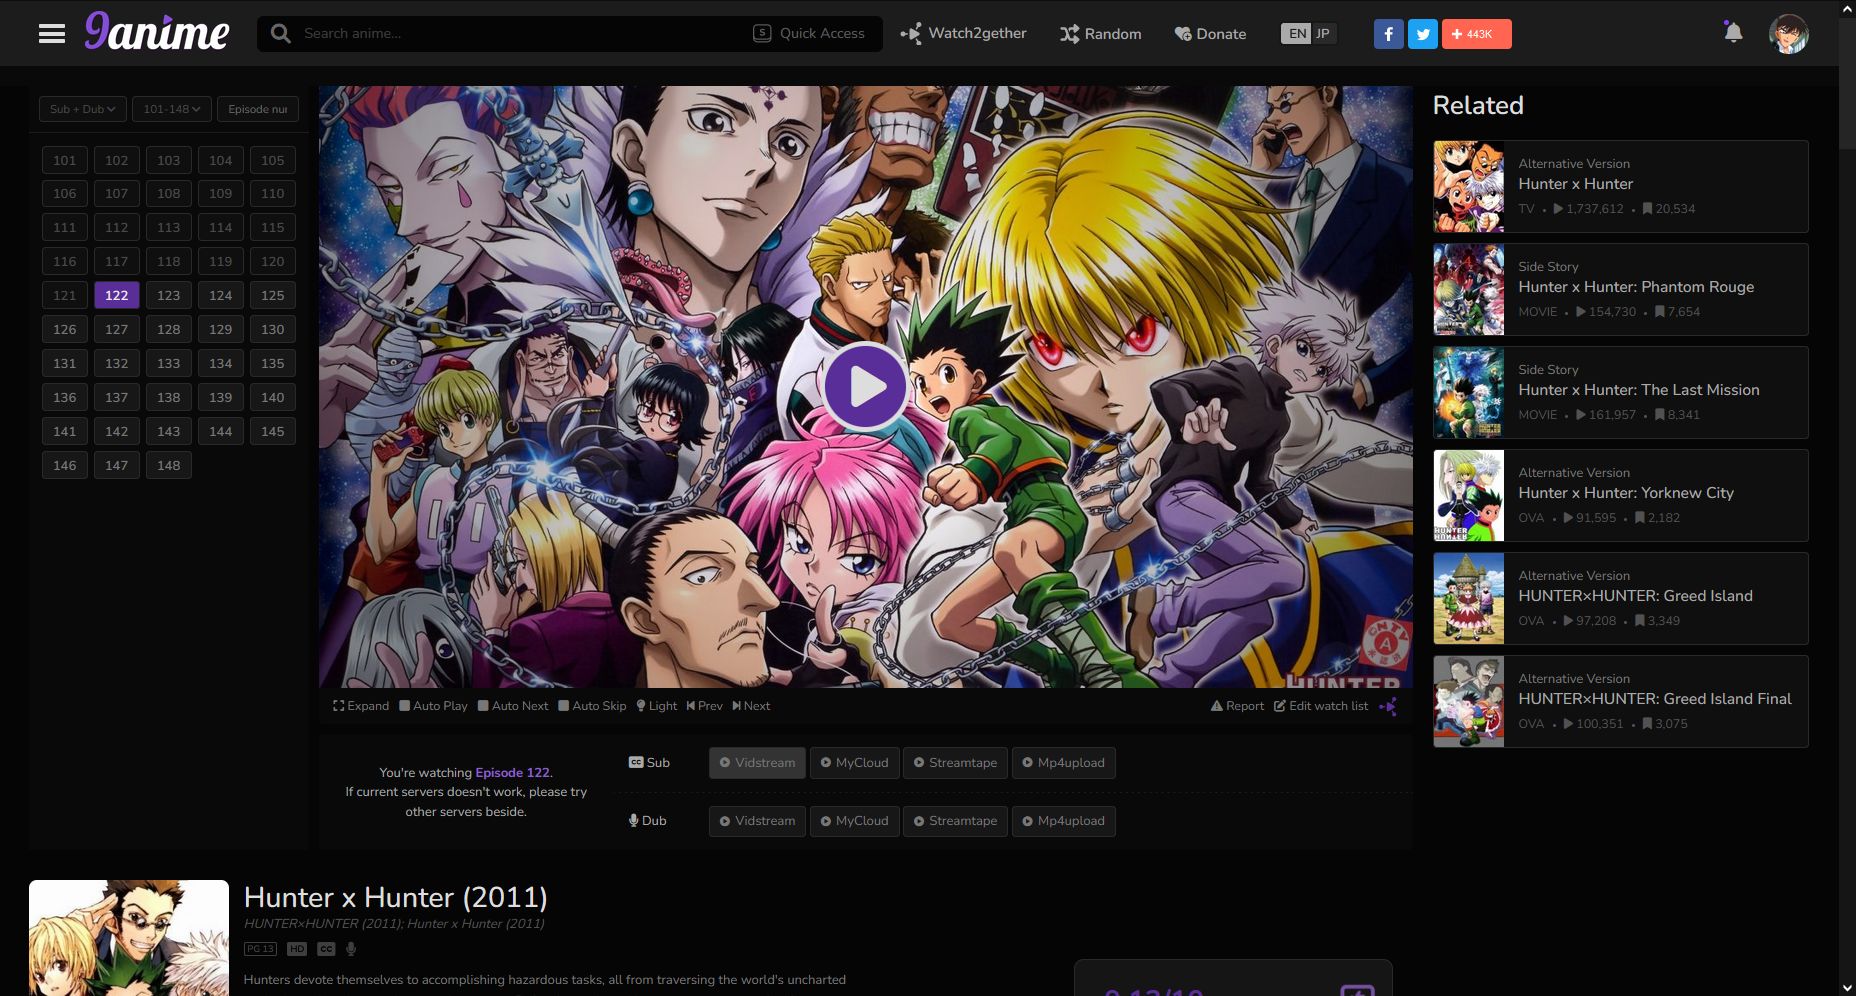 9anime
Search anime...
S Quick Access
Watch2gether
Random
Donate
EN JP
443K
Sub + Dub
101-148
Episode nur
101 102 103 104 105
106 107 108 109 110
111 112 113 114 115
116 117 118 119 120
121 122 123 124 125
126 127 128 129 130
131 132 133 134 135
136 137 138 139 140
141 142 143 144 145
146 147 148
HUNTER
Expand Auto Play Auto Next Auto Skip Light Prev Next
Report Edit watch list
You're watching Episode 122.
If current servers doesn't work, please try
other servers beside.
CC Sub Vidstream MyCloud Streamtape Mp4upload
Dub Vidstream MyCloud Streamtape Mp4upload
Related
Alternative Version
Hunter x Hunter
TV • 1,737,612 • 20,534
Side Story
Hunter x Hunter: Phantom Rouge
MOVIE • 154,730 • 7,654
Side Story
Hunter x Hunter: The Last Mission
MOVIE • 161,957 • 8,341
Alternative Version
Hunter x Hunter: Yorknew City
OVA • 91,595 • 2,182
Alternative Version
HUNTER×HUNTER: Greed Island
OVA • 97,208 • 3,349
Alternative Version
HUNTER×HUNTER: Greed Island Final
OVA • 100,351 • 3,075
Hunter x Hunter (2011)
HUNTER×HUNTER (2011); Hunter x Hunter (2011)
PG 13 HD CC
Hunters devote themselves to accomplishing hazardous tasks, all from traversing the world's uncharted